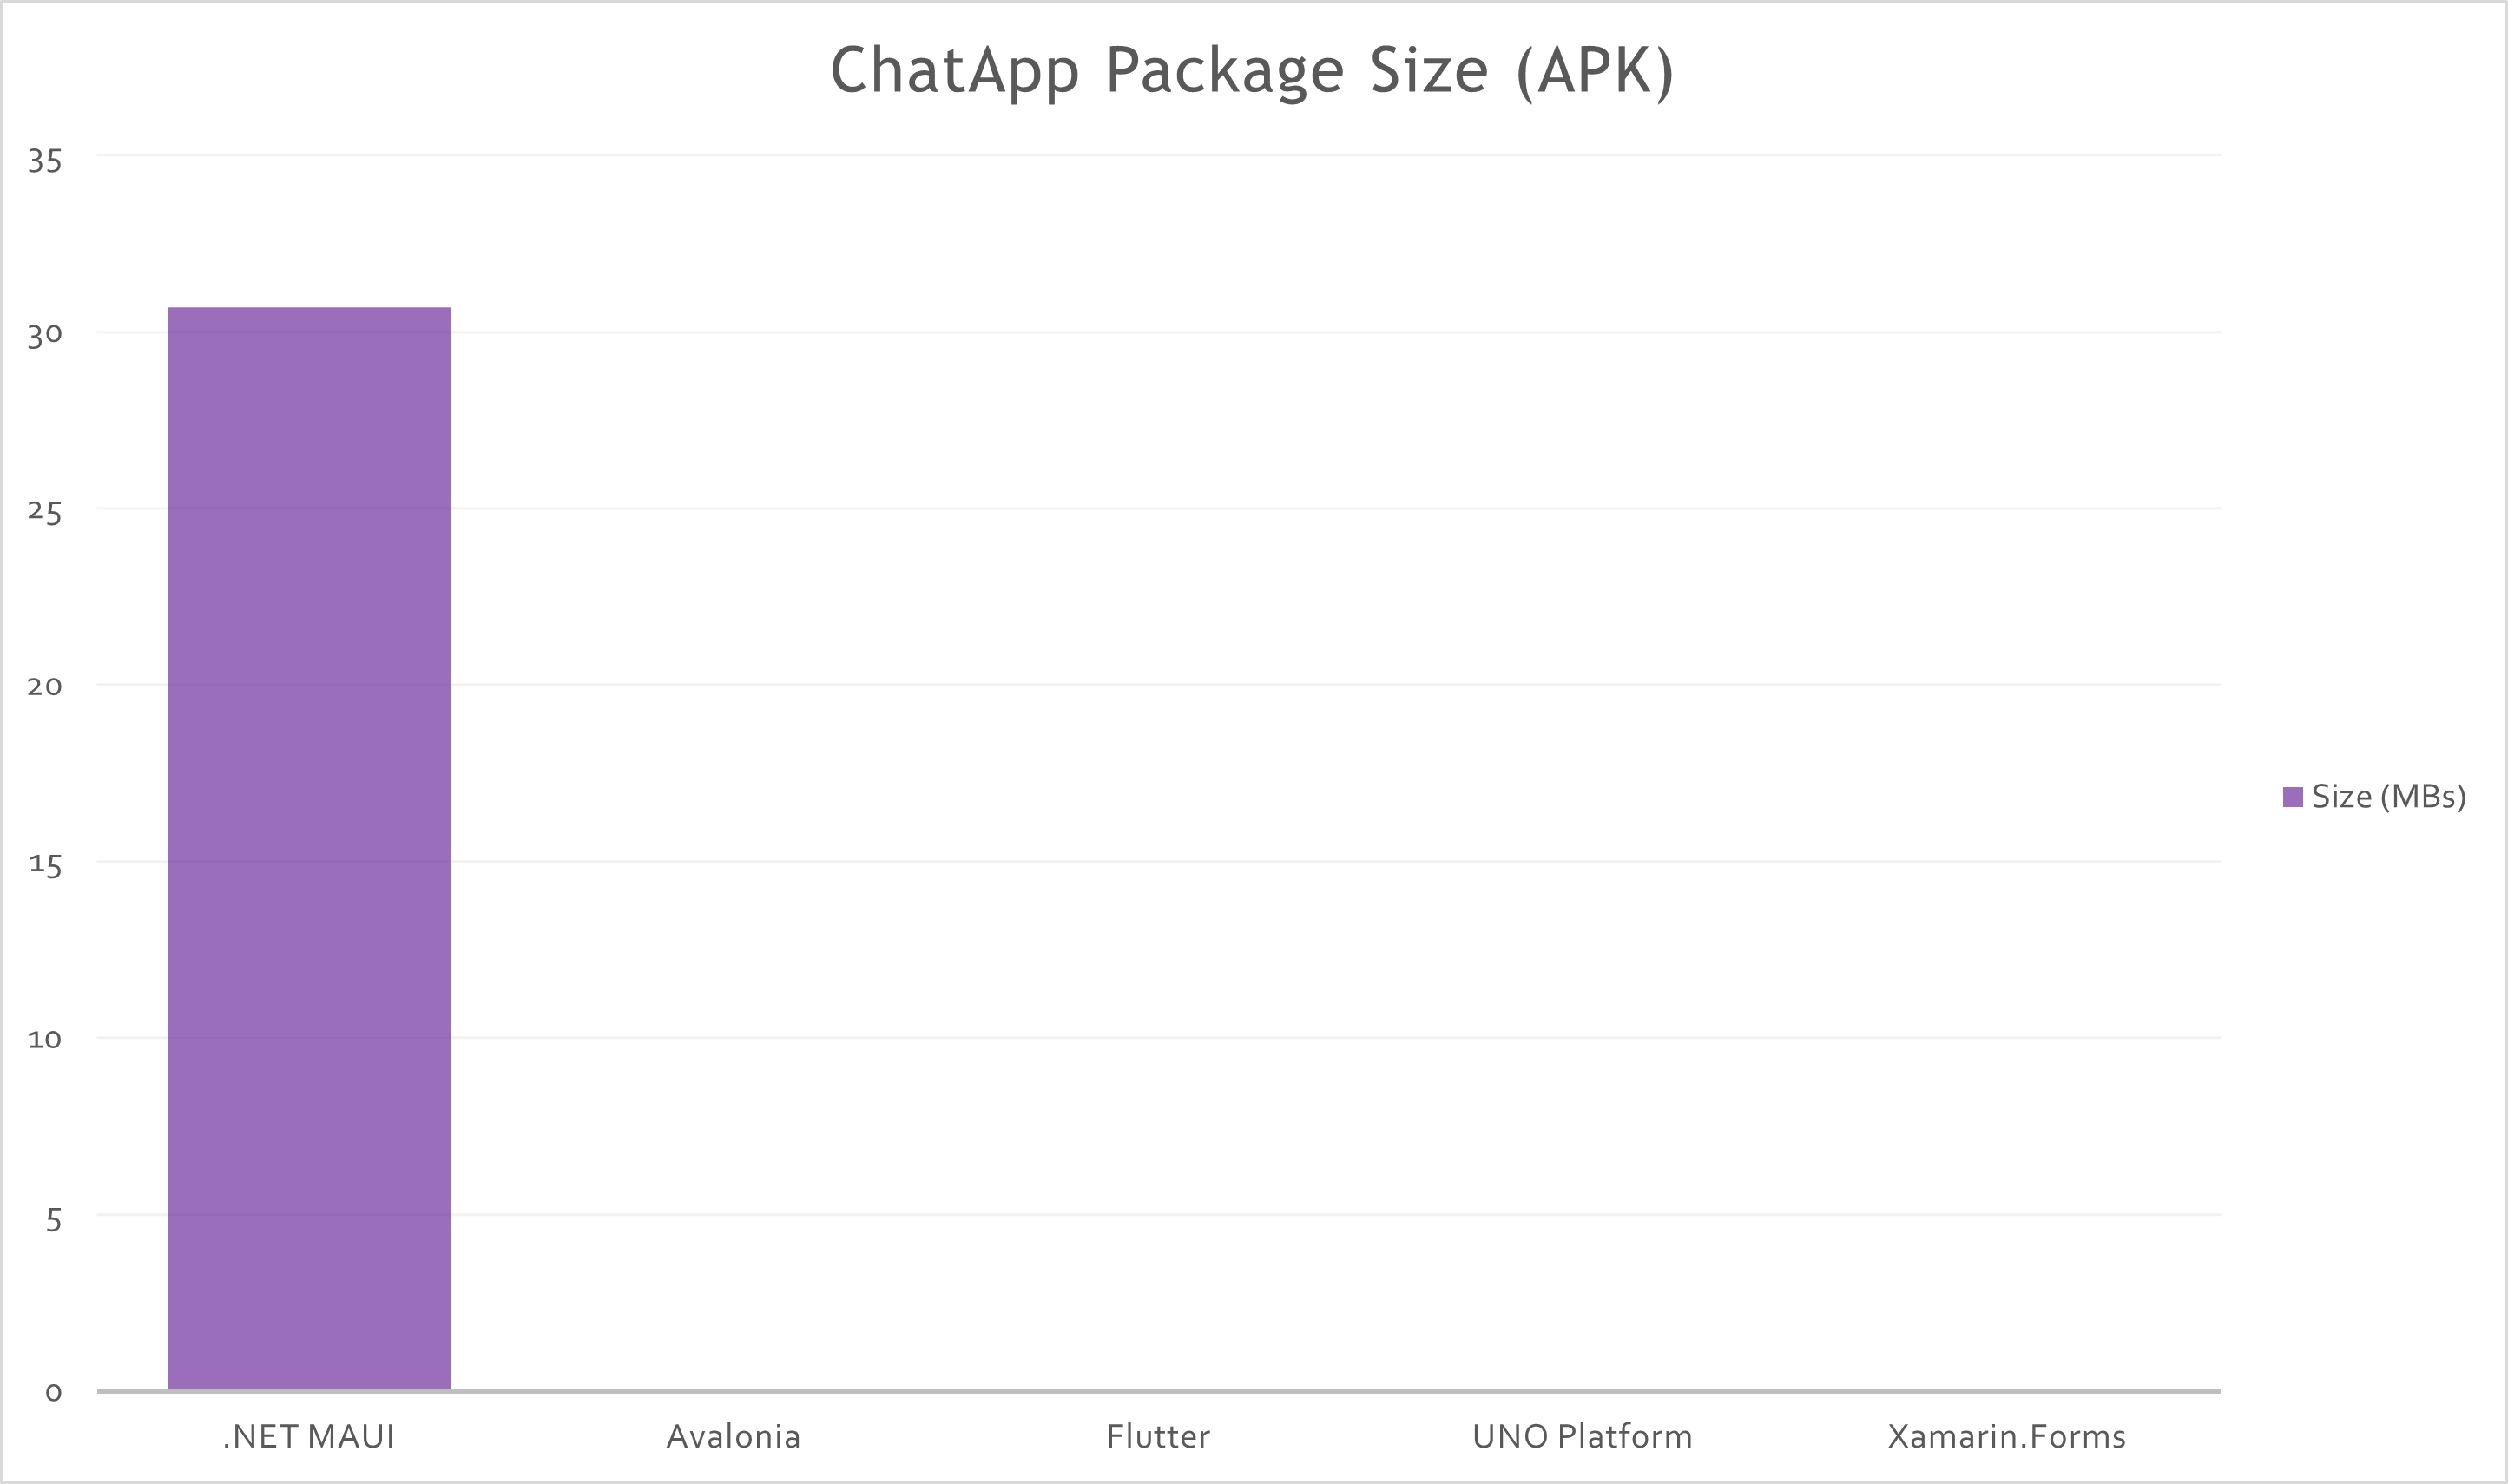 ChatApp Package Size (APK)
35
30
25
20
15
10
5
0
Size (MBs)
.NET MAUI
Avalonia
Flutter
UNO Platform
Xamarin.Forms